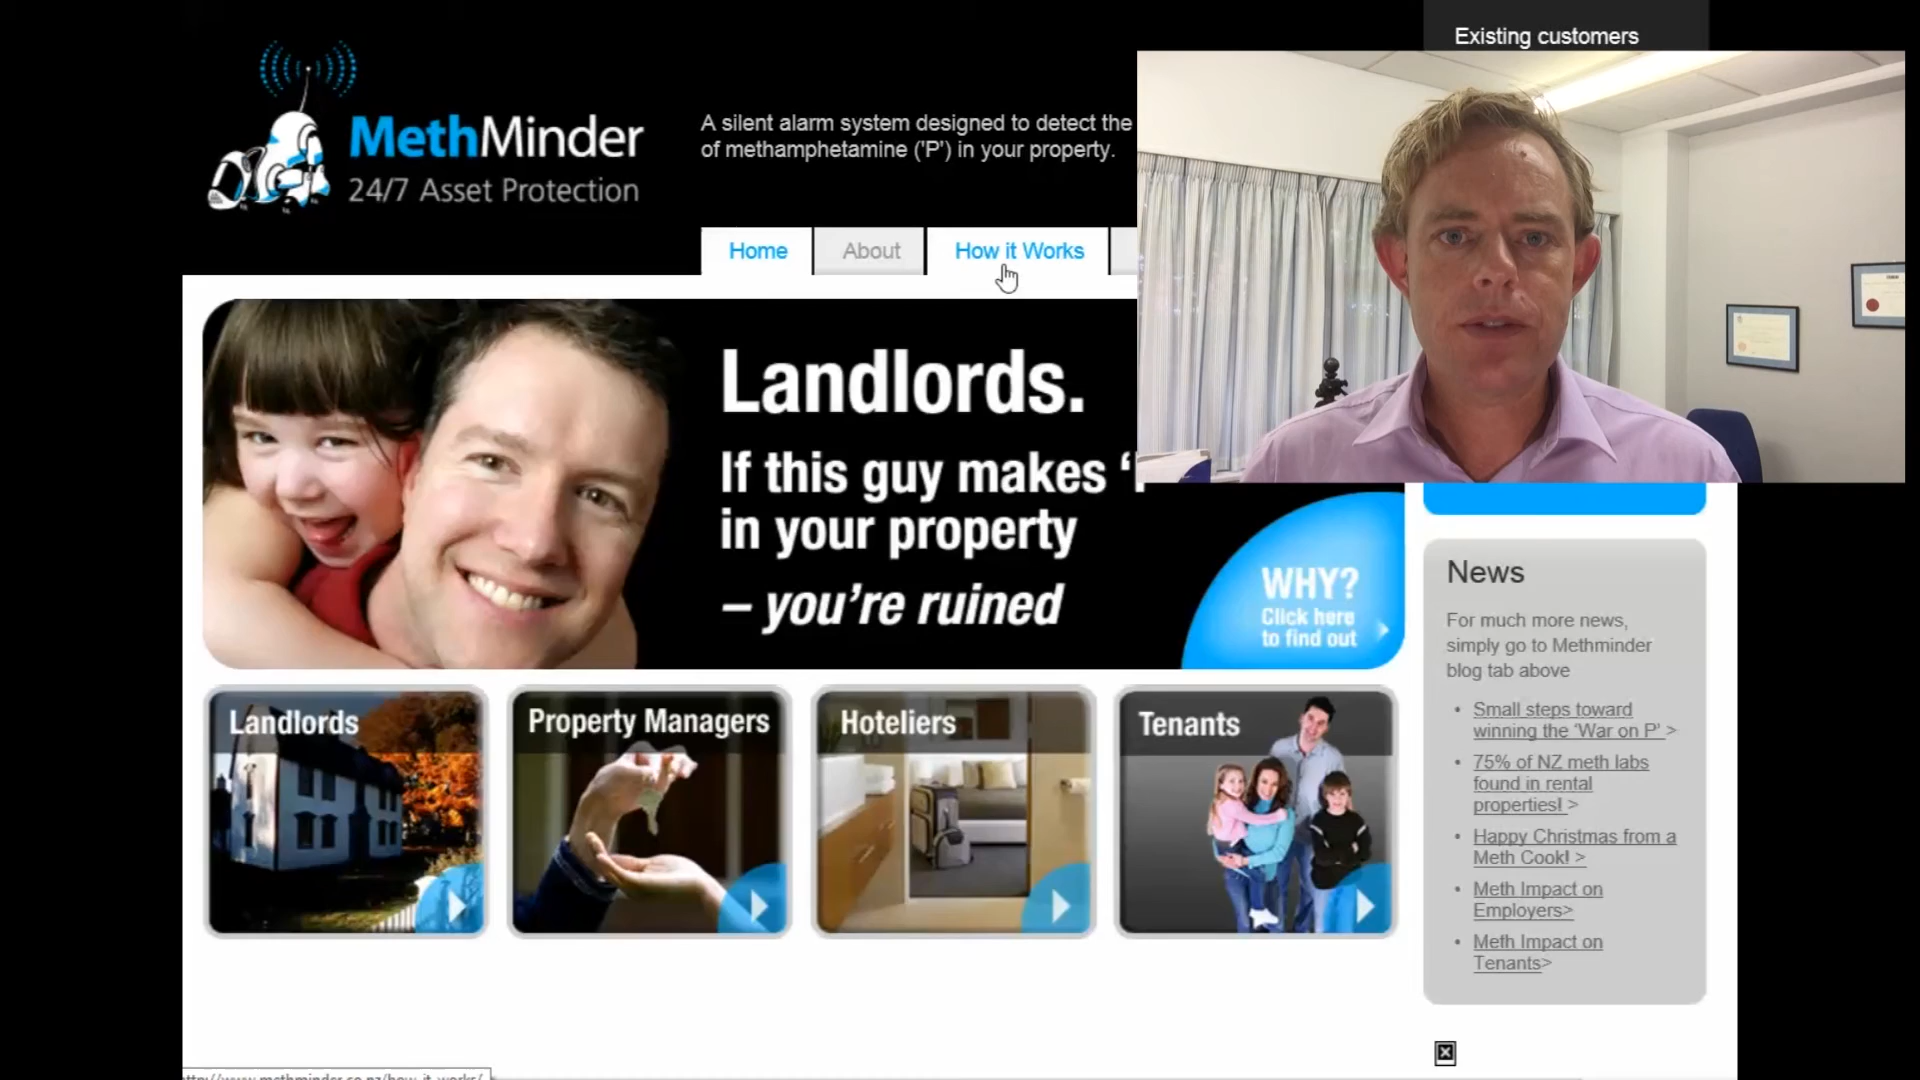 Existing customers
MethMinder
24/7 Asset Protection
A silent alarm system designed to detect the
of methamphetamine ('P') in your property.
Home
About
How it Works
Landlords.
If this guy makes ‘
in your property
– you’re ruined
WHY?
Click here
to find out
Landlords
Property Managers
Hoteliers
Tenants
News
For much more news,
simply go to Methminder
blog tab above
• Small steps toward
winning the 'War on P' >
• 75% of NZ meth labs
found in rental
properties! >
• Happy Christmas from a
Meth Cook! >
• Meth Impact on
Employers>
• Meth Impact on
Tenants>